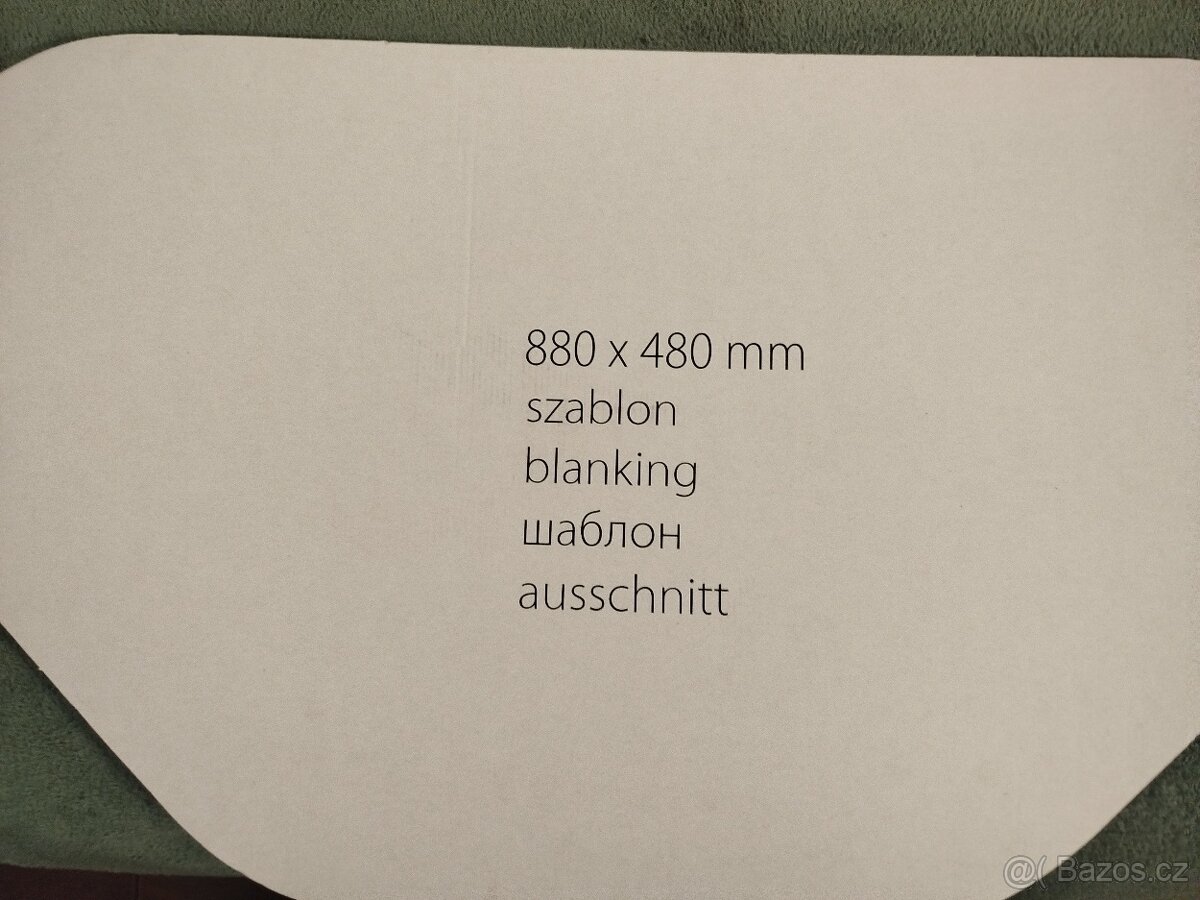 880 x 480 mm
szablon
blanking
шаблон
ausschnitt
@( Bazos.cz